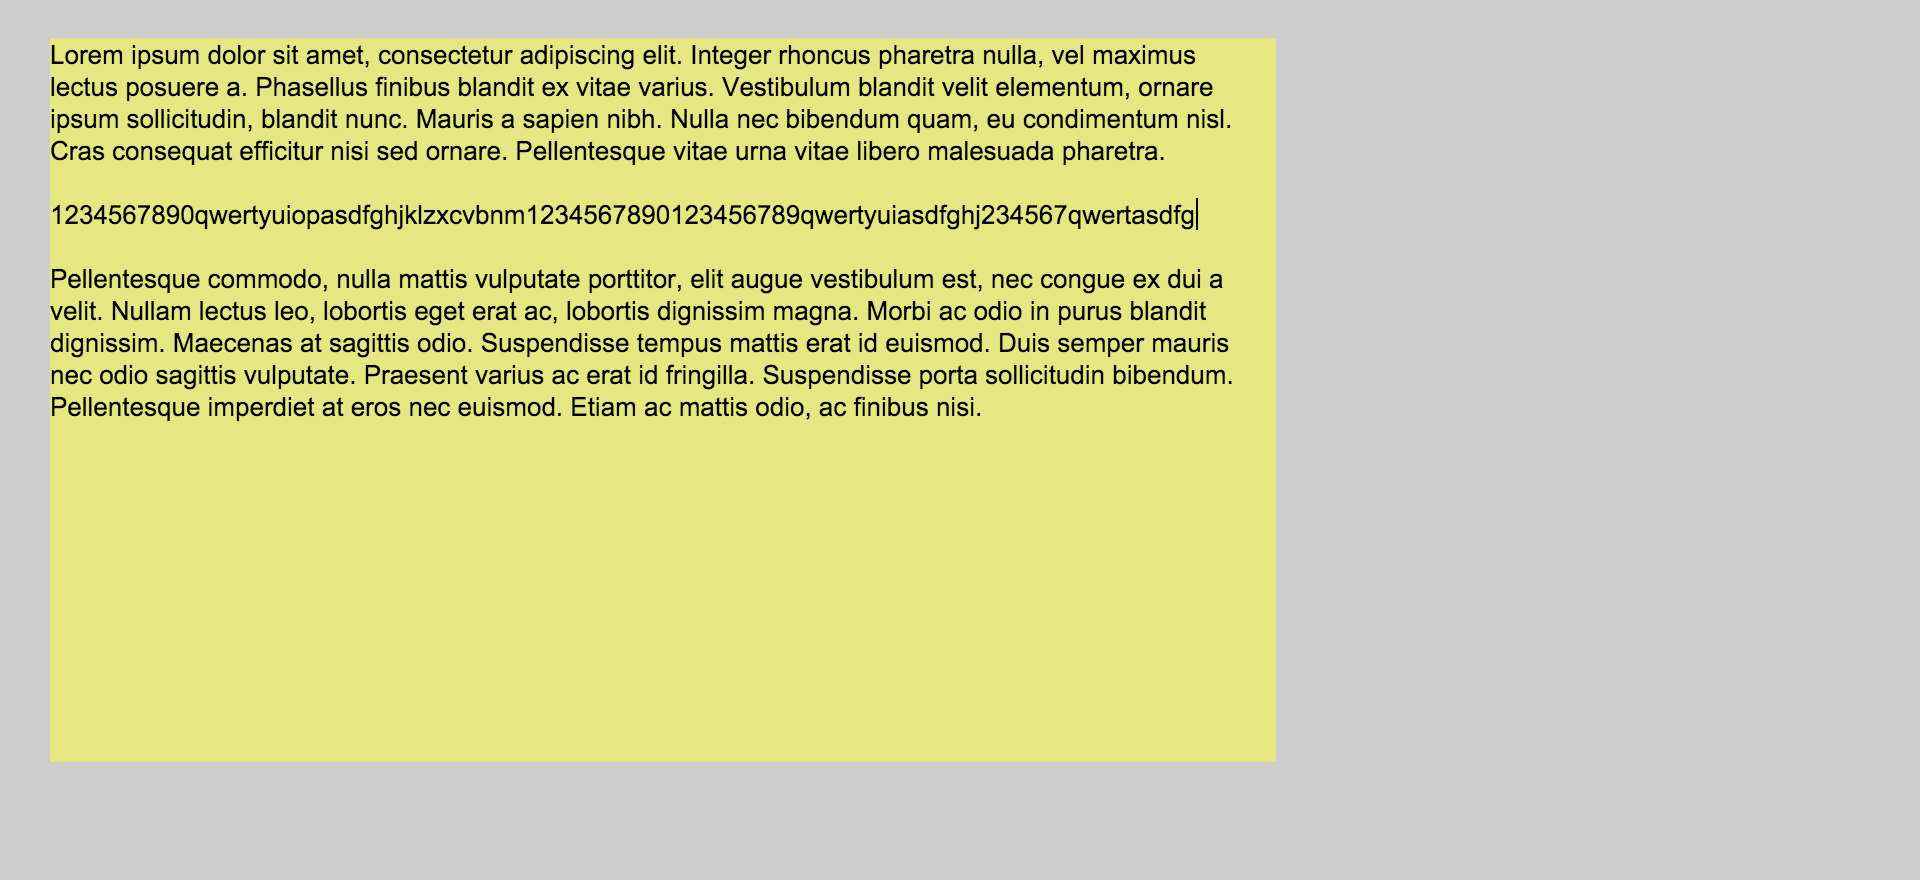 Lorem ipsum dolor sit amet, consectetur adipiscing elit. Integer rhoncus pharetra nulla, vel maximus
lectus posuere a. Phasellus finibus blandit ex vitae varius. Vestibulum blandit velit elementum, ornare
ipsum sollicitudin, blandit nunc. Mauris a sapien nibh. Nulla nec bibendum quam, eu condimentum nisl.
Cras consequat efficitur nisi sed ornare. Pellentesque vitae urna vitae libero malesuada pharetra.
1234567890qwertyuiopasdfghjklzxcvbnm1234567890123456789qwertyuiasdfghj234567qwertasdfg
Pellentesque commodo, nulla mattis vulputate porttitor, elit augue vestibulum est, nec congue ex dui a
velit. Nullam lectus leo, lobortis eget erat ac, lobortis dignissim magna. Morbi ac odio in purus blandit
dignissim. Maecenas at sagittis odio. Suspendisse tempus mattis erat id euismod. Duis semper mauris
nec odio sagittis vulputate. Praesent varius ac erat id fringilla. Suspendisse porta sollicitudin bibendum.
Pellentesque imperdiet at eros nec euismod. Etiam ac mattis odio, ac finibus nisi.